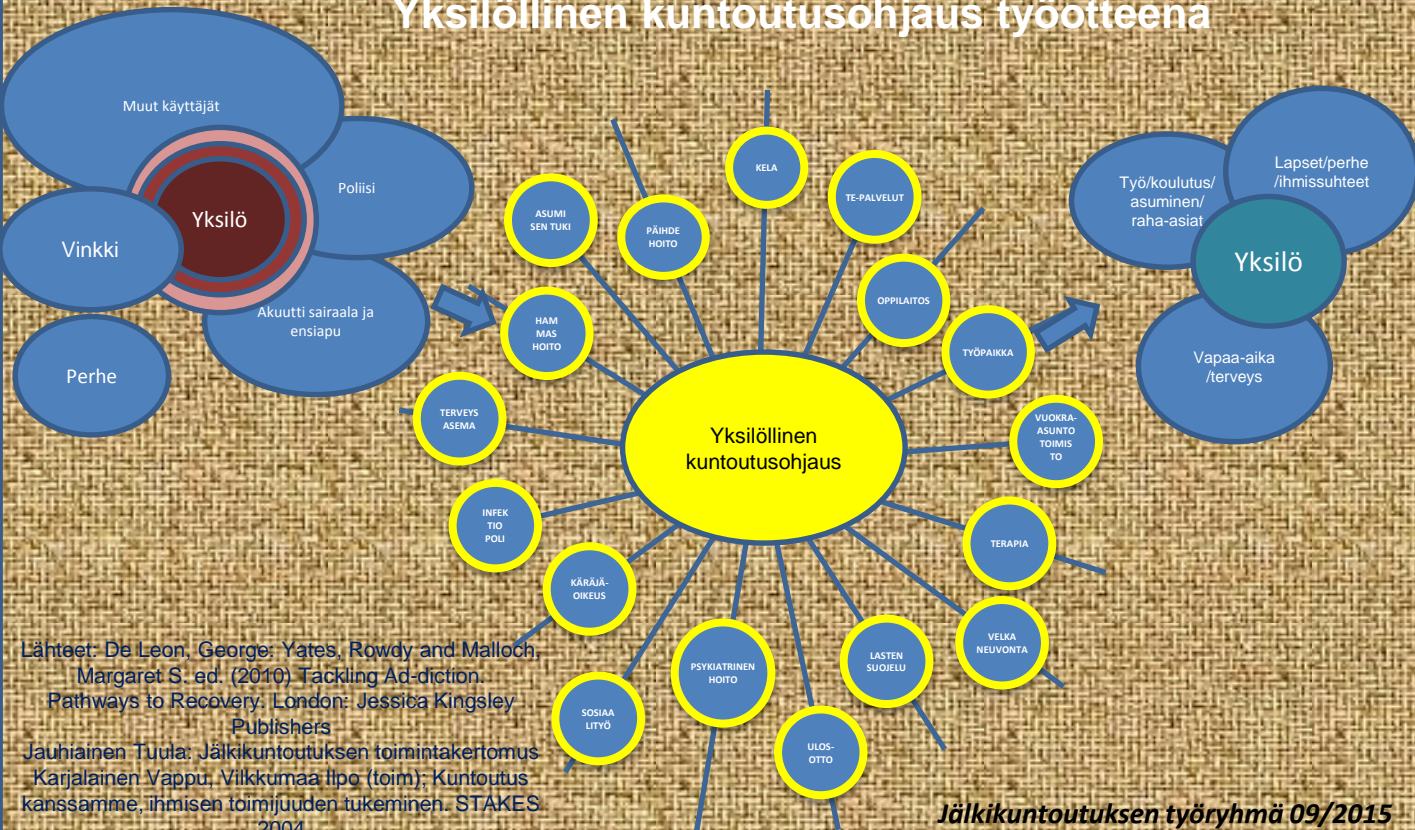 Yksilöllinen kuntoutusohjaus työotteena
Muut käyttäjät
Poliisi
Yksilö
Vinkki
Akuutti sairaala ja
ensiapu
Perhe
KELA
TE-PALVELUT
ASUMI
SEN TUKI
PÄIHDE
HOITO
OPPILAITOS
HAM
MAS
HOITO
TYÖPAIKKA
TERVEYS
ASEMA
VUOKRA-
ASUNTO
TOIMIS
TO
Yksilöllinen
kuntoutusohjaus
INFEK
TIO
POLI
TERAPIA
KÄRÄJÄ-
OIKEUS
VELKA
NEUVONTA
LASTEN
SUOJELU
PSYKIATRINEN
HOITO
SOSIAA
LITYÖ
ULOS-
OTTO
Lapset/perhe
/ihmissuhteet
Työ/koulutus/
asuminen/
raha-asiat
Yksilö
Vapaa-aika
/terveys
Lähteet: De Leon, George: Yates, Rowdy and Malloch,
Margaret S. ed. (2010) Tackling Ad-diction.
Pathways to Recovery. London: Jessica Kingsley
Publishers
Jauhiainen Tuula: Jälkikuntoutuksen toimintakertomus
Karjalainen Vappu, Vilkkumaa Ilpo (toim); Kuntoutus
kanssamme, ihmisen toimijuuden tukeminen. STAKES
2004
Jälkikuntoutuksen työryhmä 09/2015